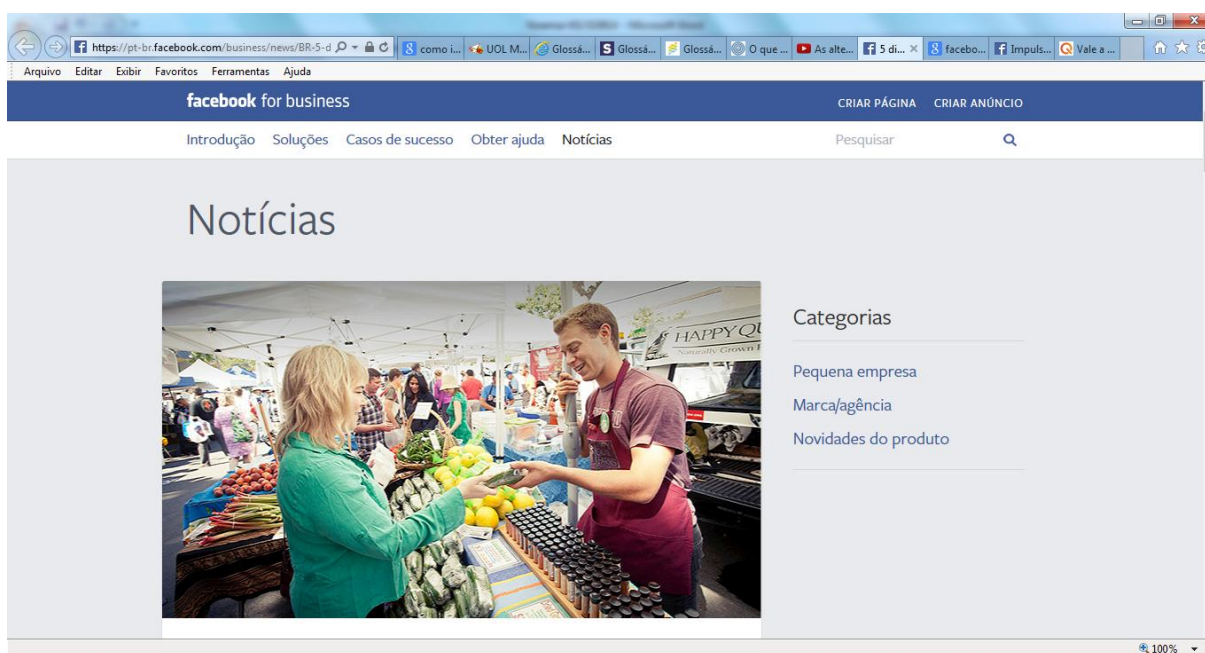 https://pt-br.facebook.com/business/news/BR-5-d
como i...
UOL M...
Glossá...
Glossá...
Glossá...
O que ...
As alte...
5 di...
facebo...
Impuls...
Vale a ...
Arquivo Editar Exibir Favoritos Ferramentas Ajuda
facebook for business
CRIAR PÁGINA CRIAR ANÚNCIO
Introdução Soluções Casos de sucesso Obter ajuda Notícias
Pesquisar
Notícias
HAPPY QU
Naturally Grown
Categorias
Pequena empresa
Marca/agência
Novidades do produto
100%